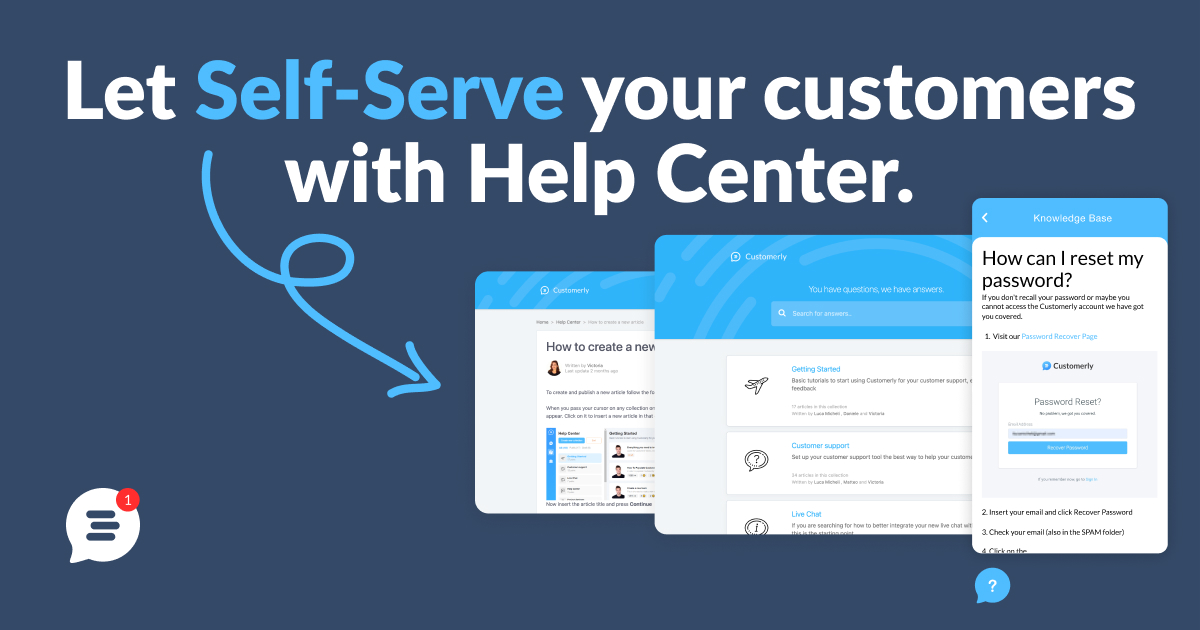 Let Self-Serve your customers
with Help Center.
1
Customerly
Home > Help Center > How to create a new article
How to create a new
Written by Victoria
Last update 2 months ago
To create and publish a new article follow the fo
When you pass your cursor on any collection on
appear. Click on it to insert a new article in that
Help Center
Getting Started
Now insert the article title and press Continue
Customerly
You have questions, we have answers.
Search for answers..
Getting Started
Basic tutorials to start using Customerly for your customer support, e
feedback
17 articles in this collection
Written by Luca Micheli, Danielle and Victoria
Customer support
Set up your customer support tool the best way to help your custome
24 articles in this collection
Written by Luca Micheli, Matteo and Victoria
Live Chat
If you are searching for how to better integrate your new live chat wit
this is the starting point
Knowledge Base
How can I reset my
password?
If you don't recall your password or maybe you
cannot access the Customerly account we have got
you covered.
1. Visit our Password Recover Page
Customerly
Password Reset?
No problem, we got you covered.
Email Address
Recover Password
If you remember now, go to Sign In
2. Insert your email and click Recover Password
3. Check your email (also in the SPAM folder)
4. Click on the
?